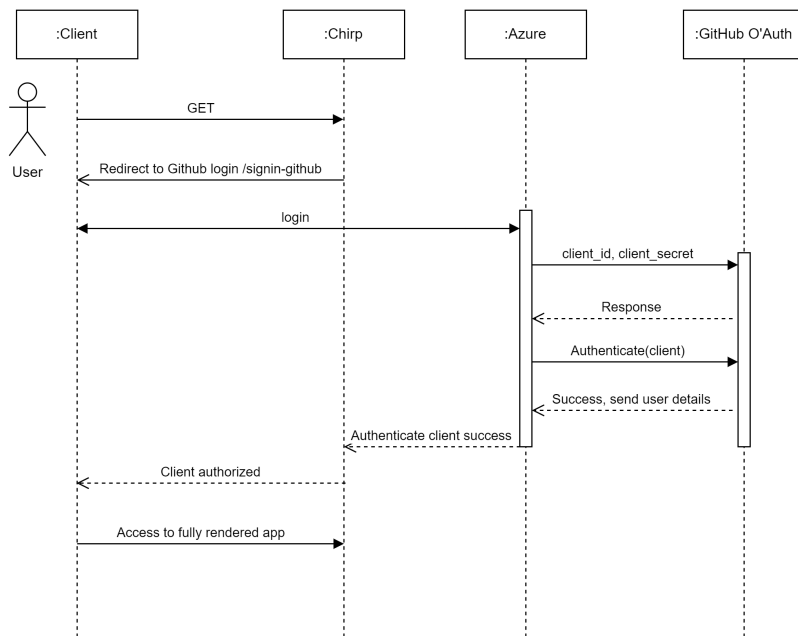 :Client
:Chirp
:Azure
:GitHub O'Auth
User
GET
Redirect to Github login /signin-github
login
client_id, client_secret
Response
Authenticate(client)
Success, send user details
Authenticate client success
Client authorized
Access to fully rendered app